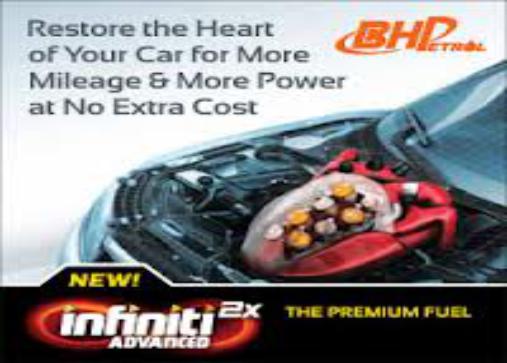 Restore the Heart
of Your Car for More
Mileage & More Power
at No Extra Cost
BHPETROL
NEW!
infiniti 2x
ADVANCED
THE PREMIUM FUEL